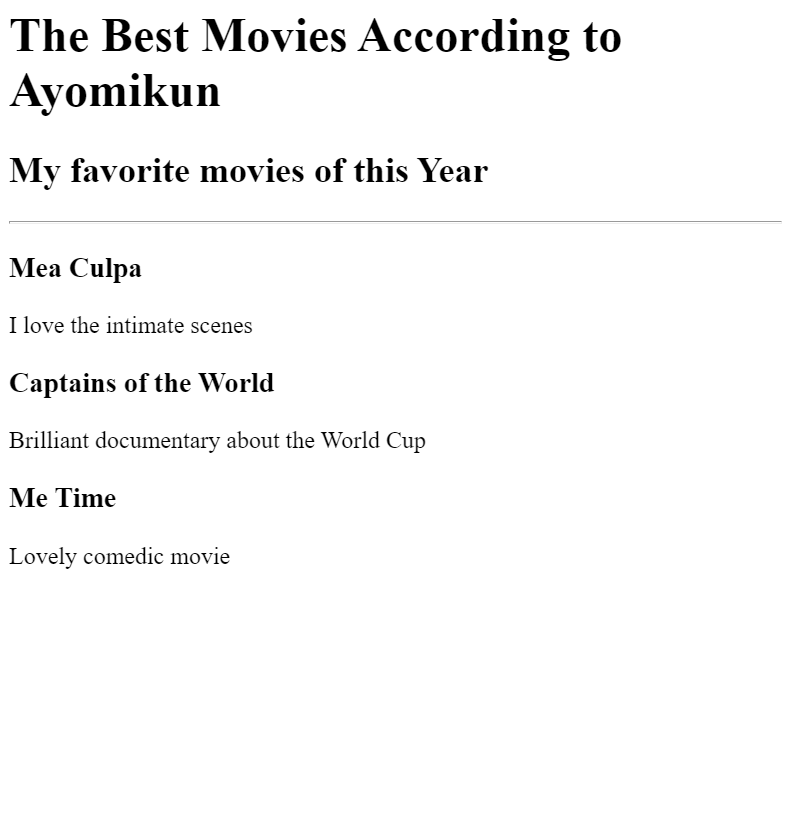 The Best Movies According to
Ayomikun
My favorite movies of this Year
Mea Culpa
I love the intimate scenes
Captains of the World
Brilliant documentary about the World Cup
Me Time
Lovely comedic movie